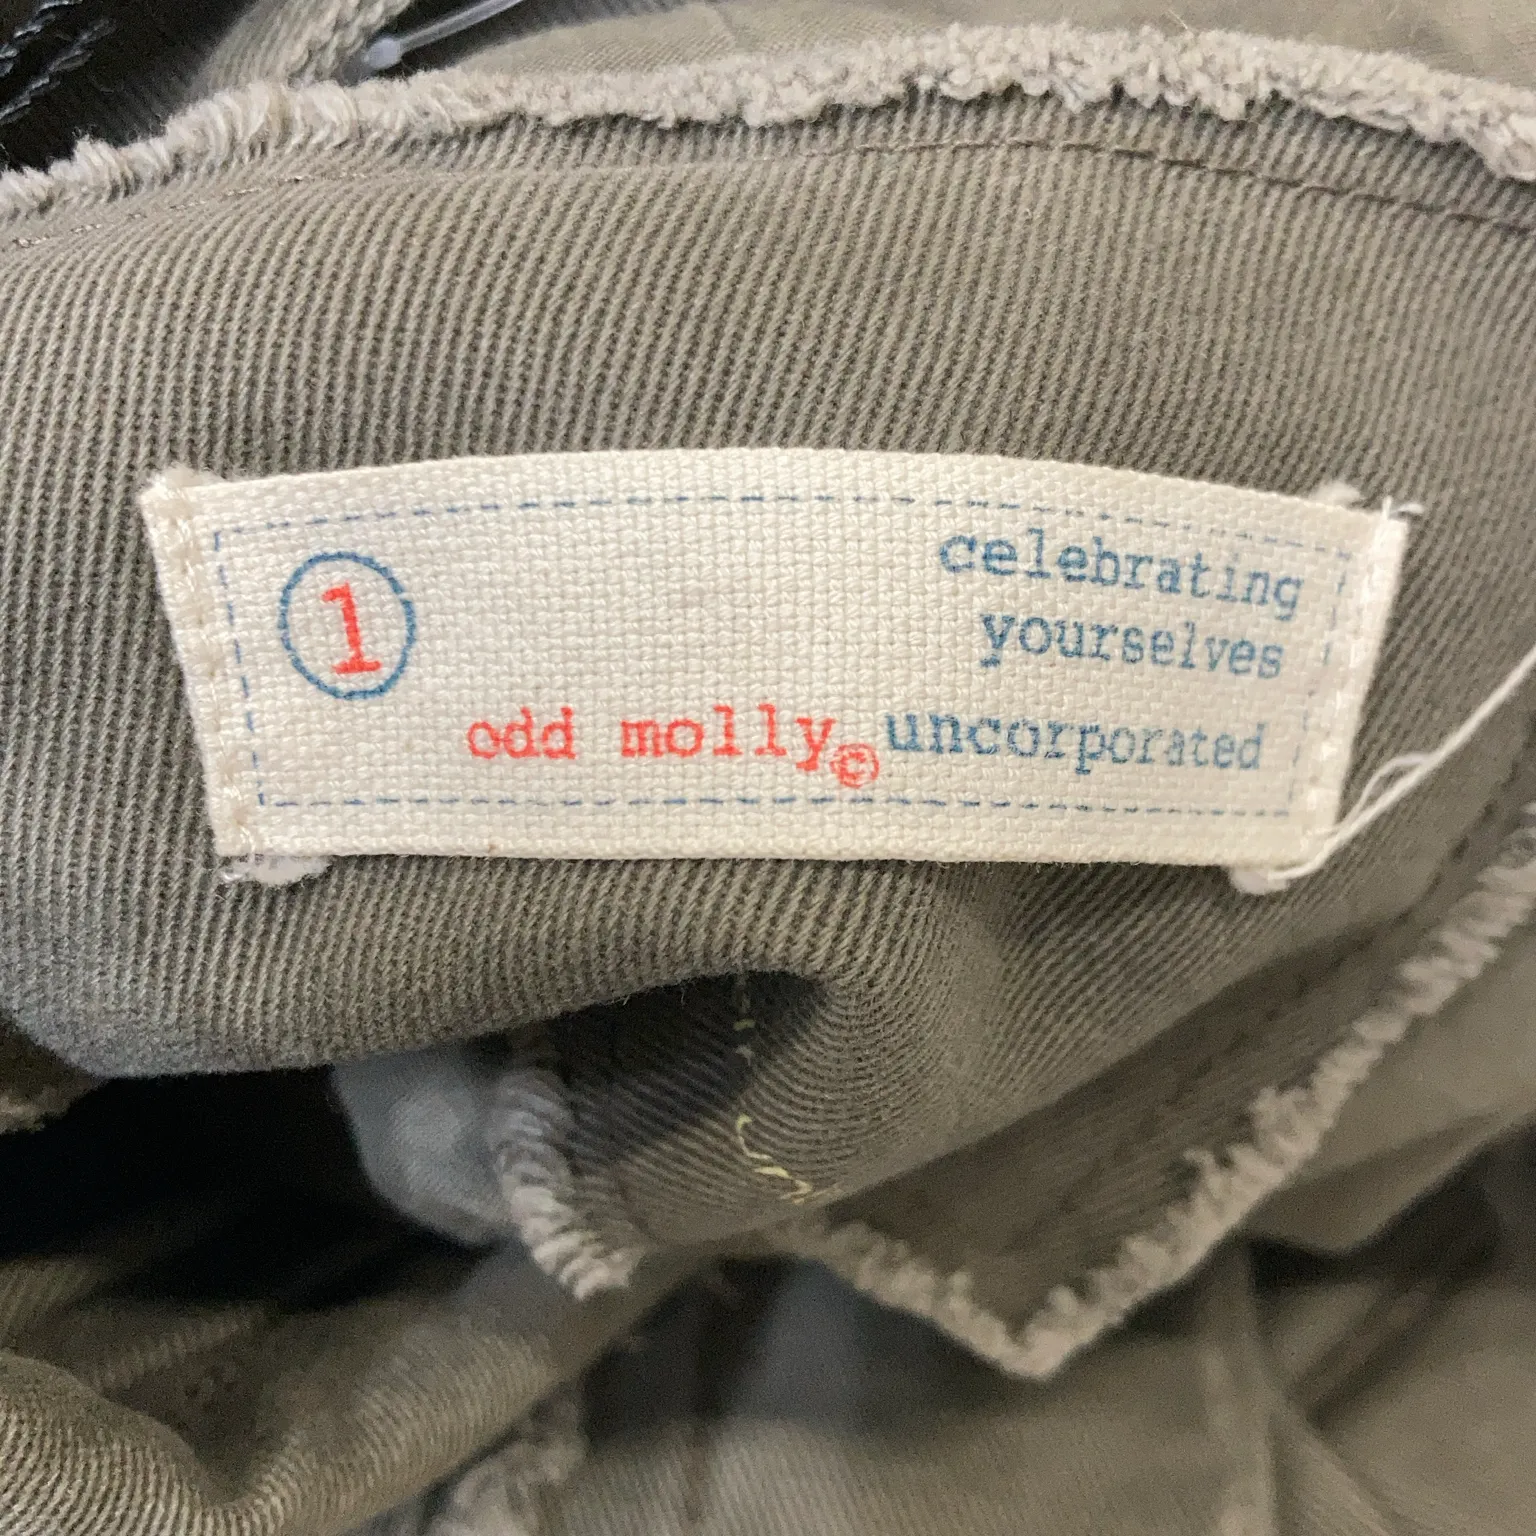 1
celebrating
yourselves
odd molly© uncorporated